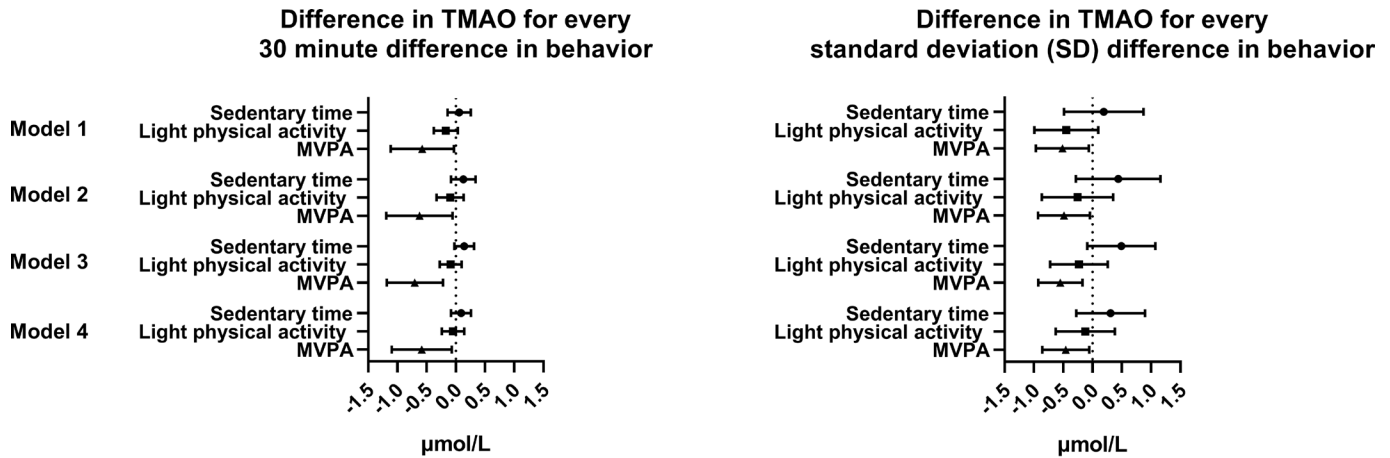 Difference in TMAO for every
30 minute difference in behavior
Model 1
Sedentary time
Light physical activity
MVPA
Model 2
Sedentary time
Light physical activity
MVPA
Model 3
Sedentary time
Light physical activity
MVPA
Model 4
Sedentary time
Light physical activity
MVPA
-1.5 -1.0 -0.5 0.0 0.5 1.0 1.5
µmol/L
Difference in TMAO for every
standard deviation (SD) difference in behavior
Sedentary time
Light physical activity
MVPA
Sedentary time
Light physical activity
MVPA
Sedentary time
Light physical activity
MVPA
Sedentary time
Light physical activity
MVPA
-1.5 -1.0 -0.5 0.0 0.5 1.0 1.5
µmol/L